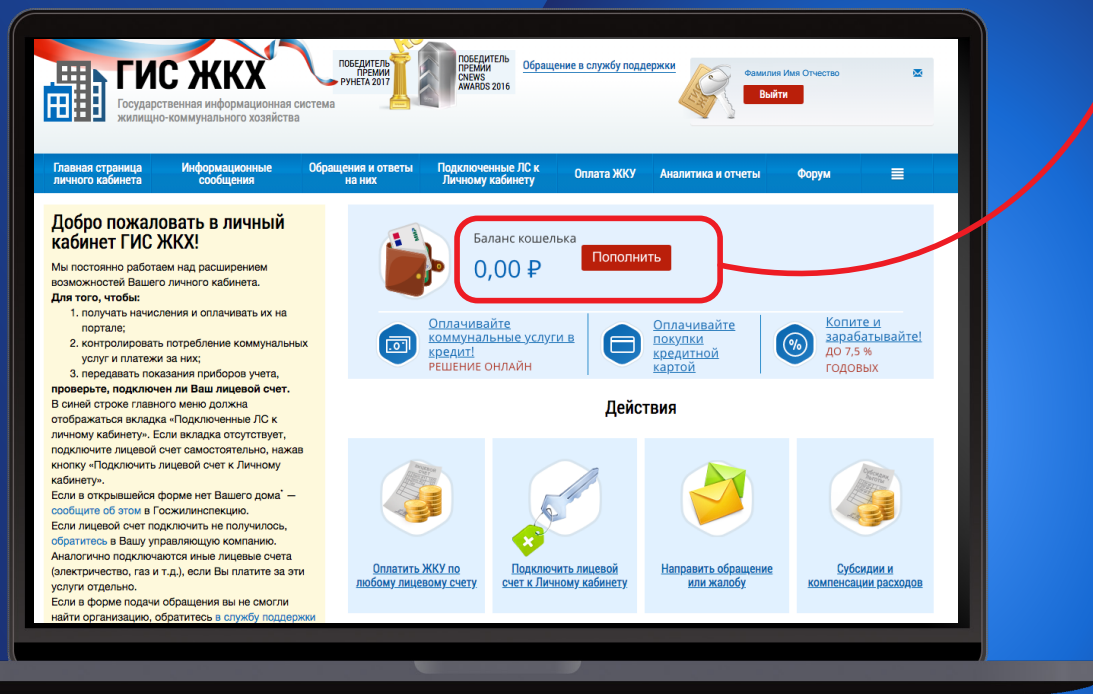 ГИС ЖКХ
Государственная информационная система
жилищно-коммунального хозяйства
ПОБЕДИТЕЛЬ
ПРЕМИИ
РУНЕТА 2017
ПОБЕДИТЕЛЬ
ПРЕМИИ
CNEWS
AWARDS 2016
Обращение в службу поддержки
Фамилия Имя Отчество
Выйти
Главная страница
личного кабинета
Информационные
сообщения
Обращения и ответы
на них
Подключенные ЛС к
Личному кабинету
Оплата ЖКУ
Аналитика и отчеты
Форум
Добро пожаловать в личный
кабинет ГИС ЖКХ!
Мы постоянно работаем над расширением
возможностей Вашего личного кабинета.
Для того, чтобы:
1. получать начисления и оплачивать их на
портале;
2. контролировать потребление коммунальных
услуг и платежи за них;
3. передавать показания приборов учета,
проверьте, подключен ли Ваш лицевой счет.
В синей строке главного меню должна
отображаться вкладка «Подключенные ЛС к
личному кабинету». Если вкладка отсутствует,
подключите лицевой счет самостоятельно, нажав
кнопку «Подключить лицевой счет к Личному
кабинету».
Если в открывшейся форме нет Вашего дома* —
сообщите об этом в Госжилинспекцию.
Если лицевой счет подключить не получилось,
обратитесь в Вашу управляющую компанию.
Аналогично подключаются иные лицевые счета
(электричество, газ и т.д.), если Вы платите за эти
услуги отдельно.
Если в форме подачи обращения вы не смогли
найти организацию, обратитесь в службу поддержки
Баланс кошелька
0,00 ₽
Пополнить
Оплачивайте
коммунальные услуги в
кредит!
РЕШЕНИЕ ОНЛАЙН
Оплачивайте
покупки
кредитной
картой
Копите и
зарабатывайте!
ДО 7,5 %
ГОДОВЫХ
Действия
Оплатить ЖКУ по
любому лицевому счету
Подключить лицевой
счет к Личному кабинету
Направить обращение
или жалобу
Субсидии и
компенсации расходов